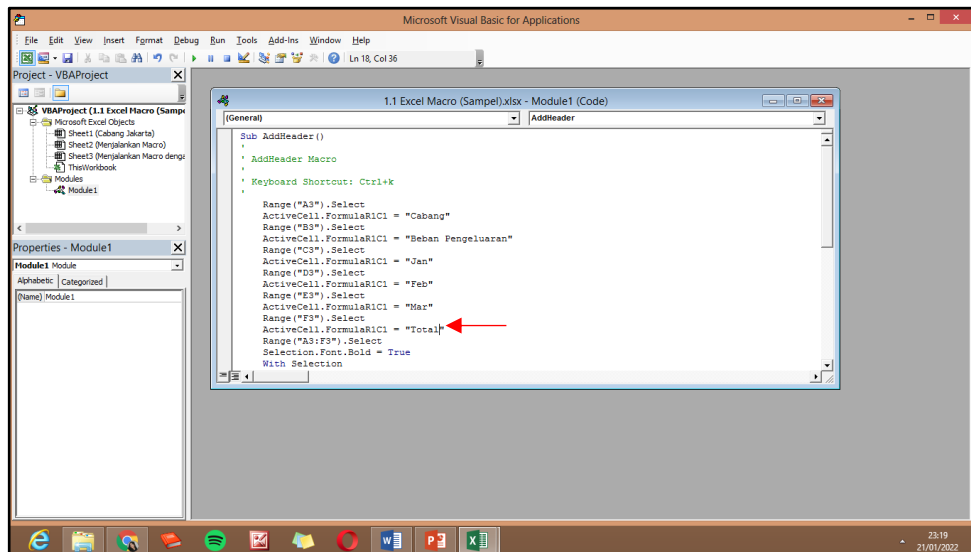 Microsoft Visual Basic for Applications
File Edit View Insert Format Debug Run Tools Add-Ins Window Help
Ln 18, Col 36
Project - VBAProject
VBAProject (1.1 Excel Macro (Sampe
Microsoft Excel Objects
Sheet1 (Cabang Jakarta)
Sheet2 (Menjalankan Macro)
Sheet3 (Menjalankan Macro denga
ThisWorkbook
Modules
Module1
Properties - Module1
Module1 Module
Alphabetic Categorized
(Name) Module1
1.1 Excel Macro (Sampel).xlsx - Module1 (Code)
(General) AddHeader
Sub AddHeader()
'
' AddHeader Macro
'
' Keyboard Shortcut: Ctrl+k
'
Range("A3").Select
ActiveCell.FormulaR1C1 = "Cabang"
Range("B3").Select
ActiveCell.FormulaR1C1 = "Beban Pengeluaran"
Range("C3").Select
ActiveCell.FormulaR1C1 = "Jan"
Range("D3").Select
ActiveCell.FormulaR1C1 = "Feb"
Range("E3").Select
ActiveCell.FormulaR1C1 = "Mar"
Range("F3").Select
ActiveCell.FormulaR1C1 = "Total"
Range("A3:F3").Select
Selection.Font.Bold = True
With Selection
23:19
21/01/2022